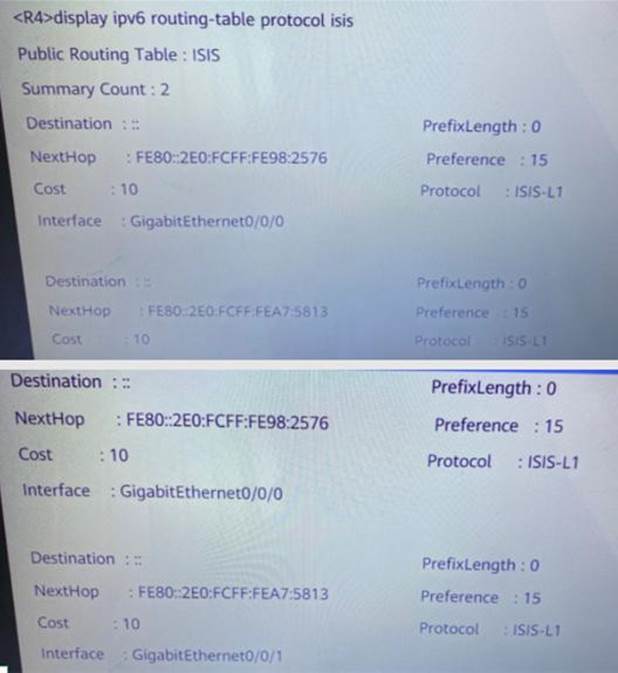 <R4>display ipv6 routing-table protocol isis
Public Routing Table : ISIS
Summary Count : 2
Destination : :: PrefixLength : 0
NextHop : FE80::2E0:FCFF:FE98:2576 Preference : 15
Cost : 10 Protocol : ISIS-L1
Interface : GigabitEthernet0/0/0
Destination : :: PrefixLength : 0
NextHop : FE80::2E0:FCFF:FEA7:5813 Preference : 15
Cost : 10 Protocol : ISIS-L1
Destination : :: PrefixLength : 0
NextHop : FE80::2E0:FCFF:FE98:2576 Preference : 15
Cost : 10 Protocol : ISIS-L1
Interface : GigabitEthernet0/0/0
Destination : :: PrefixLength : 0
NextHop : FE80::2E0:FCFF:FEA7:5813 Preference : 15
Cost : 10 Protocol : ISIS-L1
Interface : GigabitEthernet0/0/1